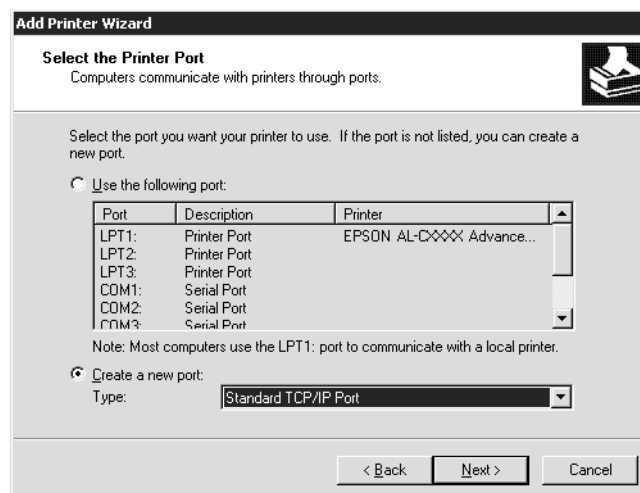 Add Printer Wizard
Select the Printer Port
Computers communicate with printers through ports.
Select the port you want your printer to use. If the port is not listed, you can create a
new port.
Use the following port:
Port Description Printer
LPT1: Printer Port EPSON AL-CXXXX Advance...
LPT2: Printer Port
LPT3: Printer Port
COM1: Serial Port
COM2: Serial Port
COM3: Serial Port
Note: Most computers use the LPT1: port to communicate with a local printer.
Create a new port:
Type: Standard TCP/IP Port
< Back Next > Cancel